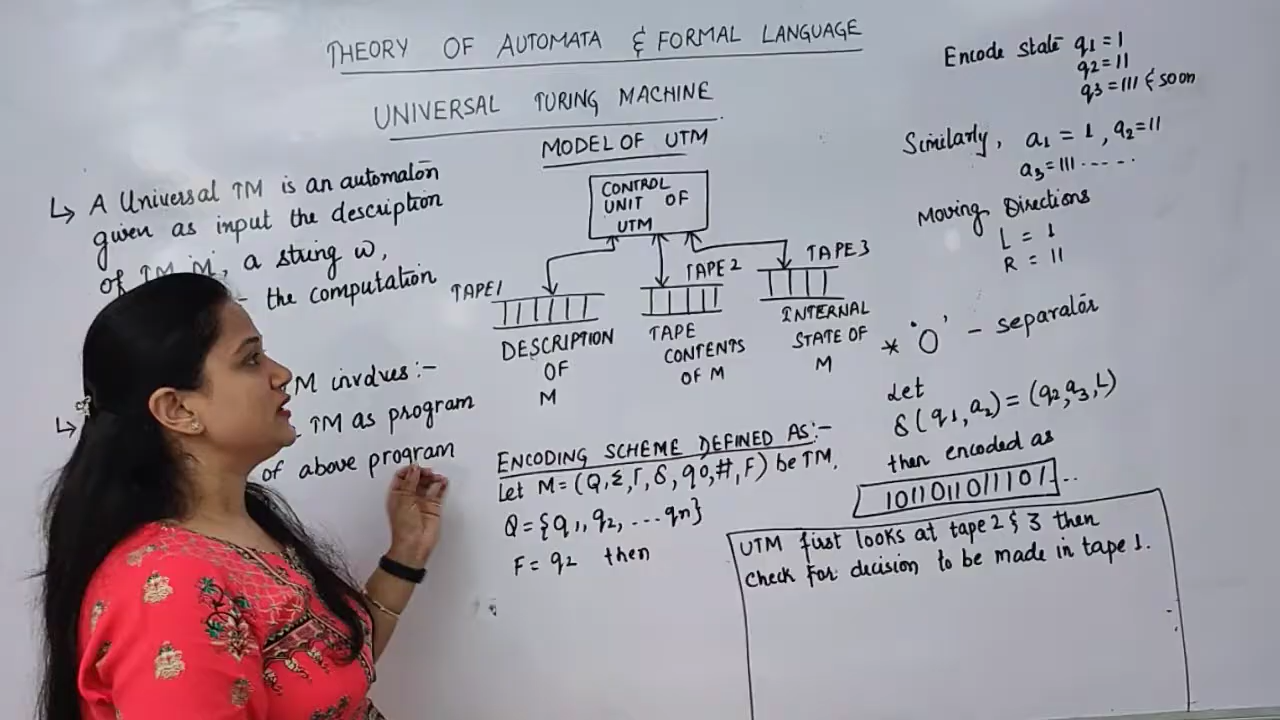 THEORY OF AUTOMATA & FORMAL LANGUAGE
UNIVERSAL TURING MACHINE
MODEL OF UTM
↳ A Universal TM is an automaton
given as input the description
of TM 'M', a string w,
the computation
M involves:-
↳ TM as program
of above program
CONTROL
UNIT OF
UTM
TAPE1
TAPE 2
TAPE 3
DESCRIPTION
OF
M
TAPE
CONTENTS
OF M
INTERNAL
STATE OF
M
ENCODING SCHEME DEFINED AS:-
Let M = (Q, Σ, Γ, δ, q0, #, F) be TM.
Q = {q1, q2, ... qn}
F = q2 then
Encode state q1 = 1
q2 = 11
q3 = 111 & soon
Similarly, a1 = 1, a2 = 11
a3 = 111 .....
Moving Directions
L = 1
R = 11
* '0' - separator
Let
δ(q1, a2) = (q2, a3, L)
then encoded as
1011011011101..
UTM first looks at tape 2 & 3 then
check for decision to be made in tape 1.